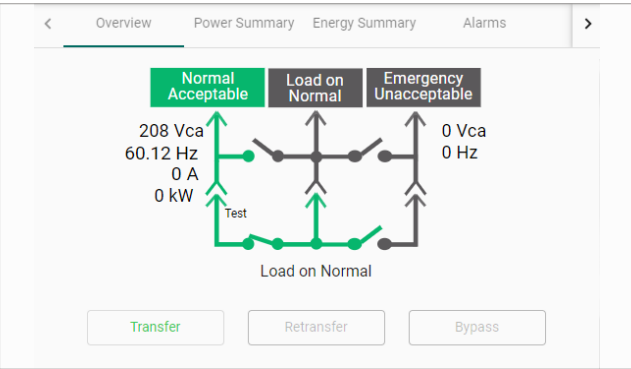 Overview
Power Summary
Energy Summary
Alarms
Normal
Acceptable
Load on
Normal
Emergency
Unacceptable
208 Vca
60.12 Hz
0 A
0 kW
0 Vca
0 Hz
Test
Load on Normal
Transfer
Retransfer
Bypass